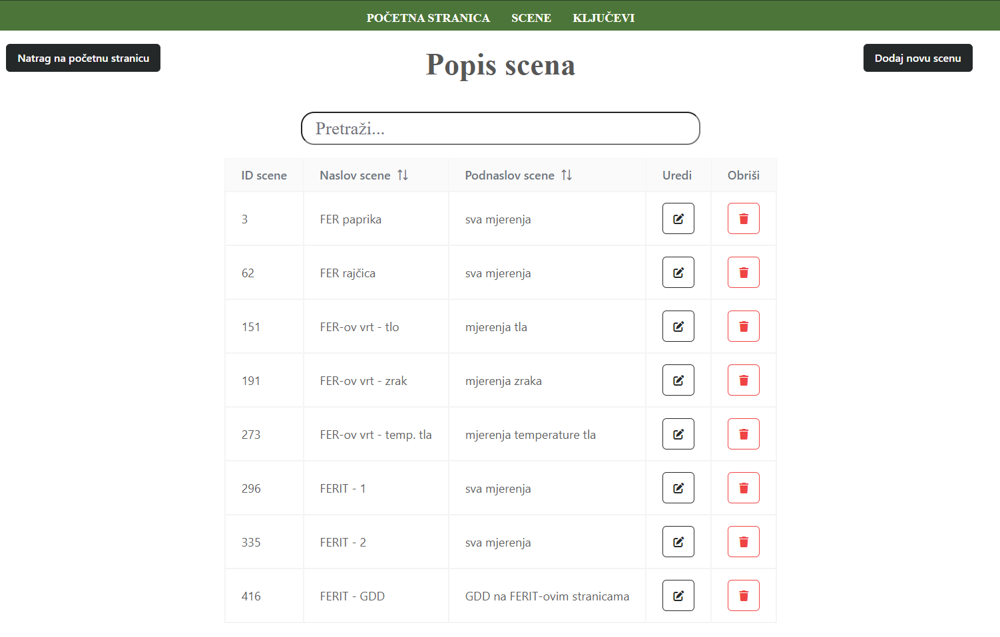 POČETNA STRANICA SCENE KLJUČEVI
Natrag na početnu stranicu
Popis scena
Dodaj novu scenu
Pretraži...
ID scene Naslov scene Podnaslov scene Uredi Obriši
3 FER paprika sva mjerenja
62 FER rajčica sva mjerenja
151 FER-ov vrt - tlo mjerenja tla
191 FER-ov vrt - zrak mjerenja zraka
273 FER-ov vrt - temp. tla mjerenja temperature tla
296 FERIT - 1 sva mjerenja
335 FERIT - 2 sva mjerenja
416 FERIT - GDD GDD na FERIT-ovim stranicama